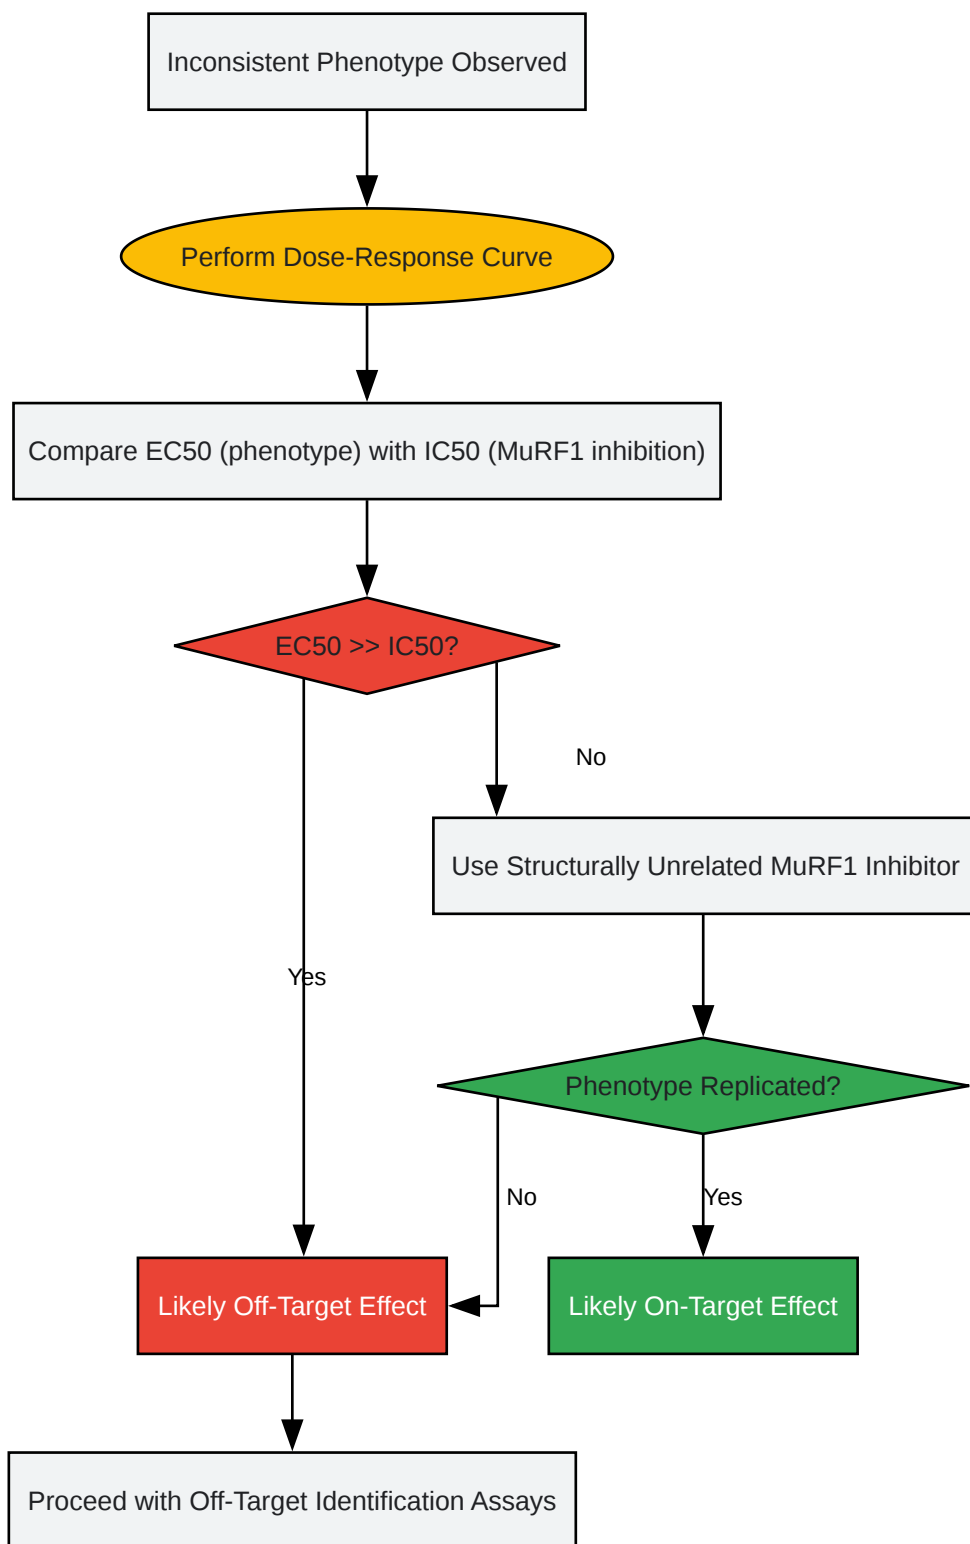 Inconsistent Phenotype Observed
Perform Dose-Response Curve
Compare EC50 (phenotype) with IC50 (MuRF1 inhibition)
EC50 >> IC50?
No
Use Structurally Unrelated MuRF1 Inhibitor
Yes
Phenotype Replicated?
No
Yes
Likely Off-Target Effect
Likely On-Target Effect
Proceed with Off-Target Identification Assays